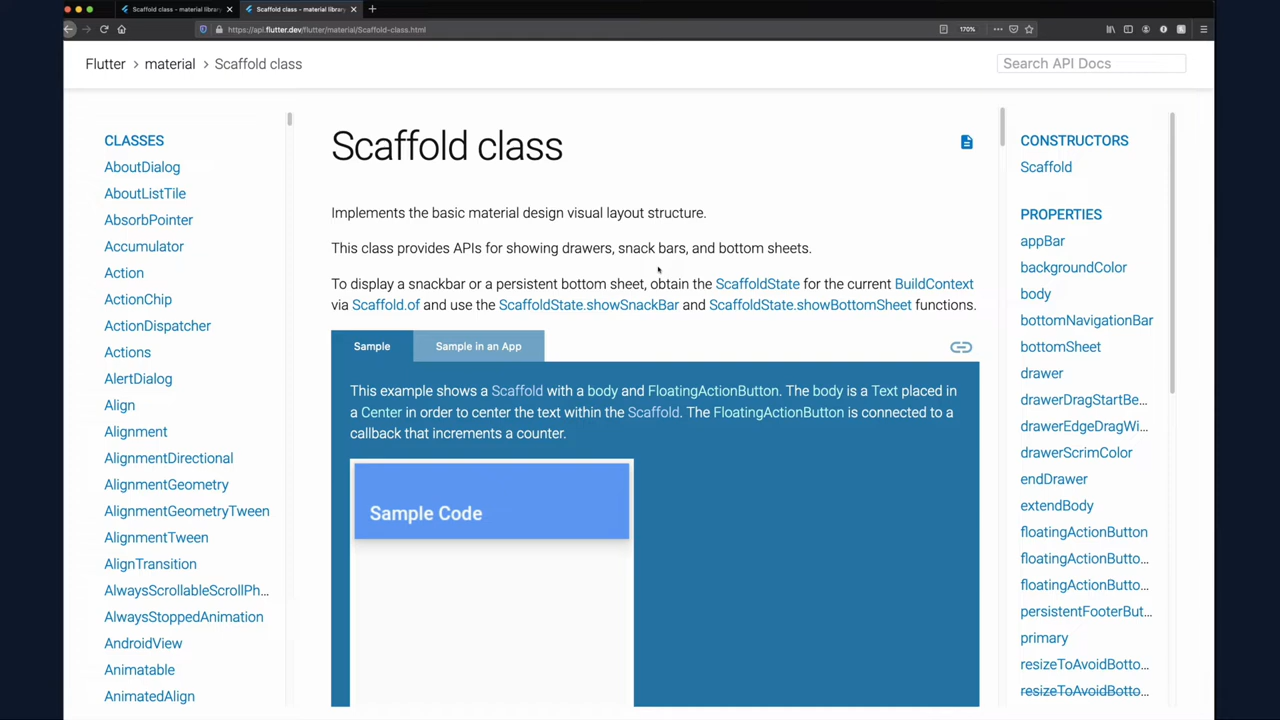 Scaffold class - material library
Scaffold class - material library
https://api.flutter.dev/flutter/material/Scaffold-class.html
170%
Flutter > material > Scaffold class
Search API Docs
CLASSES
AboutDialog
AboutListTile
AbsorbPointer
Accumulator
Action
ActionChip
ActionDispatcher
Actions
AlertDialog
Align
Alignment
AlignmentDirectional
AlignmentGeometry
AlignmentGeometryTween
AlignmentTween
AlignTransition
AlwaysScrollableScrollPh...
AlwaysStoppedAnimation
AndroidView
Animatable
AnimatedAlign
Scaffold class
Implements the basic material design visual layout structure.
This class provides APIs for showing drawers, snack bars, and bottom sheets.
To display a snackbar or a persistent bottom sheet, obtain the ScaffoldState for the current BuildContext
via Scaffold.of and use the ScaffoldState.showSnackBar and ScaffoldState.showBottomSheet functions.
Sample
Sample in an App
This example shows a Scaffold with a body and FloatingActionButton. The body is a Text placed in
a Center in order to center the text within the Scaffold. The FloatingActionButton is connected to a
callback that increments a counter.
Sample Code
CONSTRUCTORS
Scaffold
PROPERTIES
appBar
backgroundColor
body
bottomNavigationBar
bottomSheet
drawer
drawerDragStartBe...
drawerEdgeDragWi...
drawerScrimColor
endDrawer
extendBody
floatingActionButton
floatingActionButto...
floatingActionButto...
persistentFooterBut...
primary
resizeToAvoidBotto...
resizeToAvoidBotto...